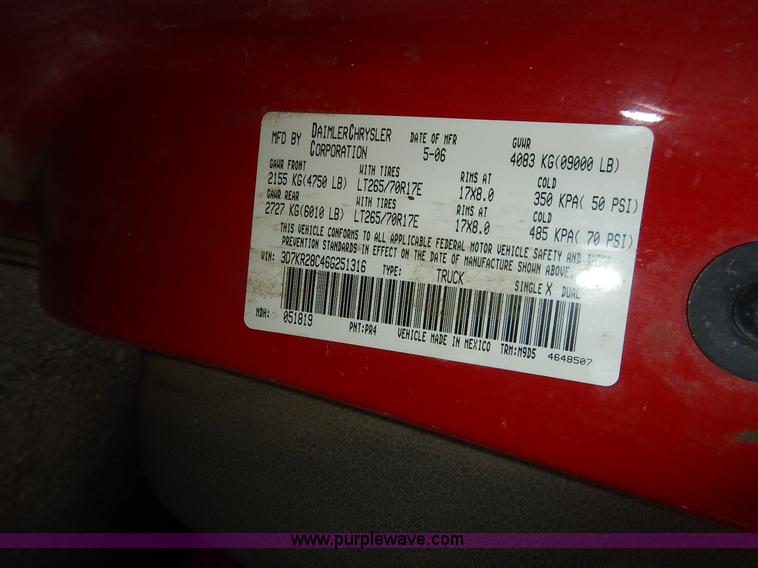 MFD BY DAIMLERCHRYSLER CORPORATION DATE OF MFR 5-06 GVWR 4083 KG(09000 LB)
GAWR FRONT WITH TIRES RIMS AT COLD
2155 KG(4750 LB) LT265/70R17E 17X8.0 350 KPA( 50 PSI)
GAWR REAR WITH TIRES RIMS AT COLD
2727 KG(6010 LB) LT265/70R17E 17X8.0 485 KPA( 70 PSI)
THIS VEHICLE CONFORMS TO ALL APPLICABLE FEDERAL MOTOR VEHICLE SAFETY AND THEFT
PREVENTION STANDARDS IN EFFECT ON THE DATE OF MANUFACTURE SHOWN ABOVE.
VIN: 3D7KR28C46G251316 TYPE: TRUCK SINGLE X DUAL
MDH: 051819 PNT:PR4 VEHICLE MADE IN MEXICO TRM:M9D5 4648507
www.purplewave.com